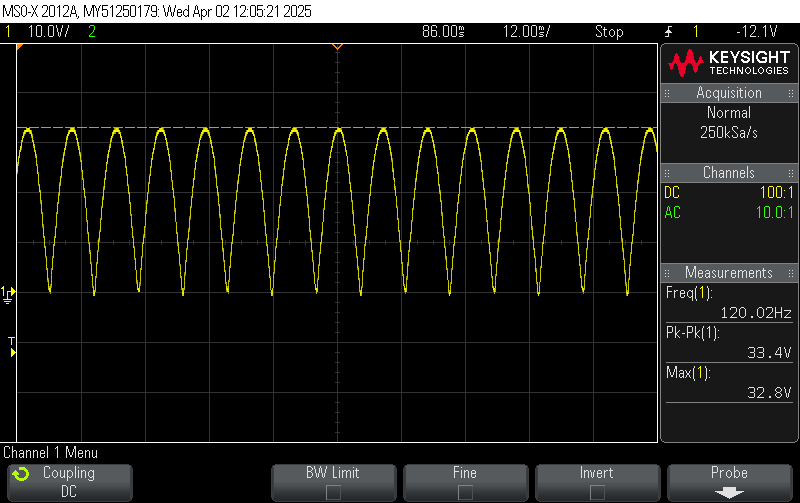 MSO-X 2012A, MY51250179: Wed Apr 02 12:05:21 2025
1 10.0V/ 2 86.00s 12.00s/ Stop 1 -12.1V
KEYSIGHT
TECHNOLOGIES
Acquisition
Normal
250kSa/s
Channels
DC 100:1
AC 10.0:1
Measurements
Freq(1):
120.02Hz
Pk-Pk(1):
33.4V
Max(1):
32.8V
1
T
Channel 1 Menu
Coupling
DC
BW Limit
Fine
Invert
Probe